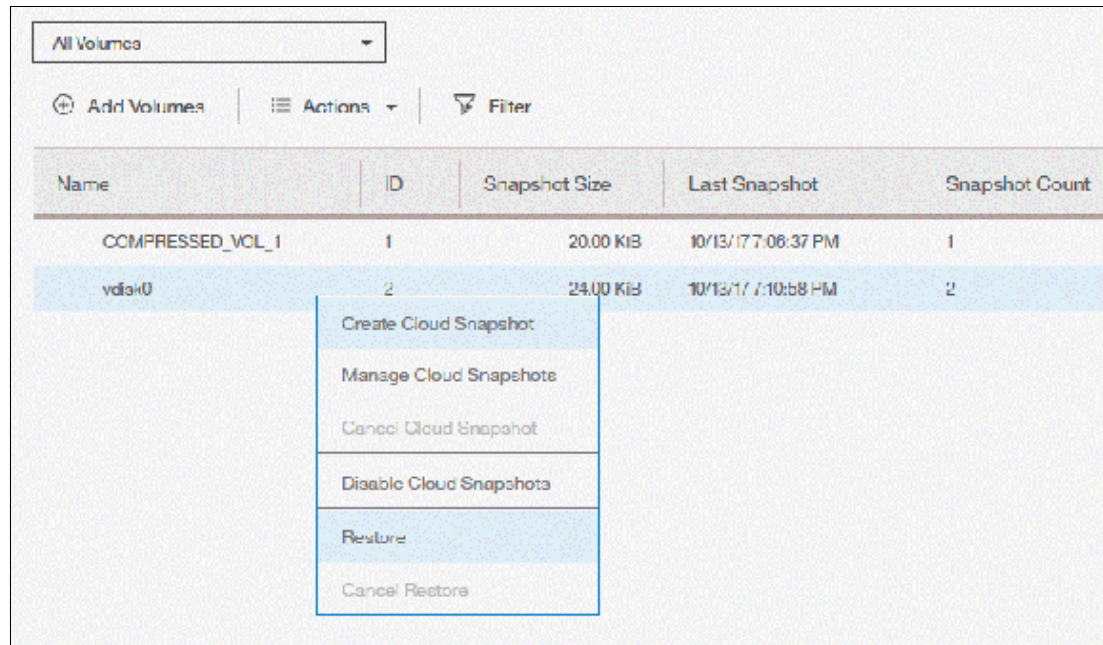 All Volumes
Add Volumes Actions Filter
Name ID Snapshot Size Last Snapshot Snapshot Count
COMPRESSED_VOL_1 1 20.00 KiB 10/13/17 7:06:37 PM 1
vdisk0 2 24.00 KiB 10/13/17 7:10:58 PM 2
Create Cloud Snapshot
Manage Cloud Snapshots
Cancel Cloud Snapshot
Disable Cloud Snapshots
Restore
Cancel Restore